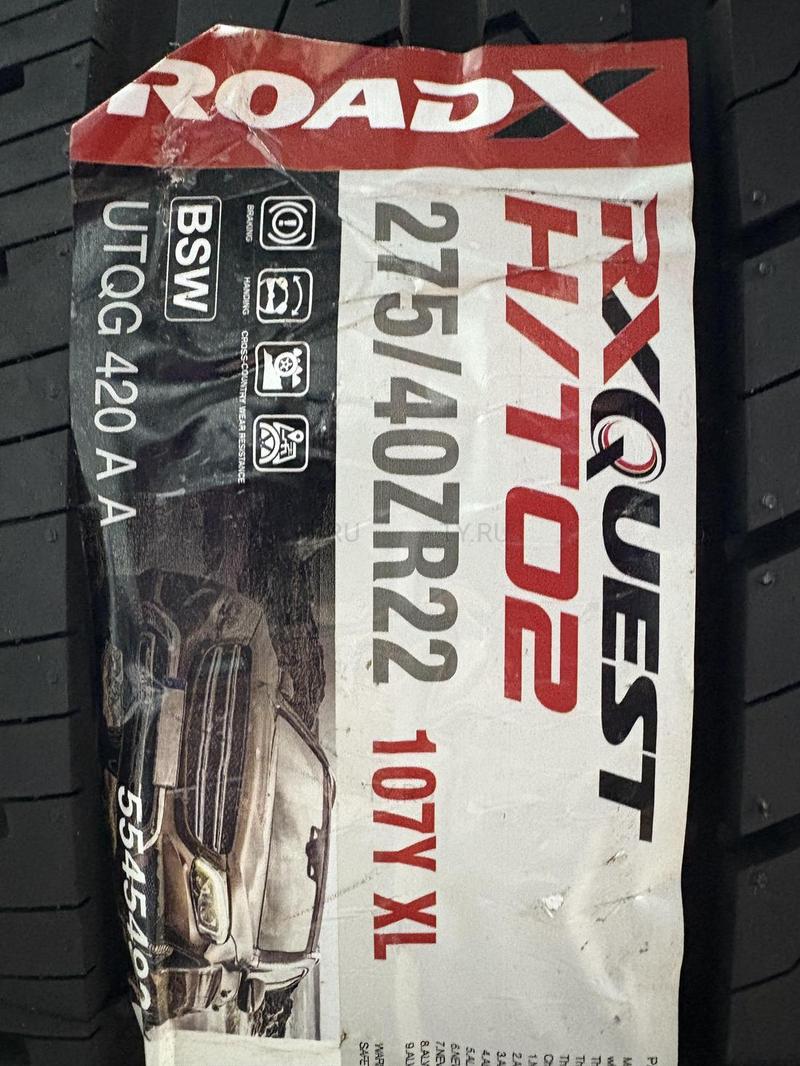 ROADX
RXQUEST
H/T02
275/40ZR22 107Y XL
BRAKING
HANDING
CROSS-COUNTRY
WEAR RESISTANCE
BSW
UTQG 420 A A